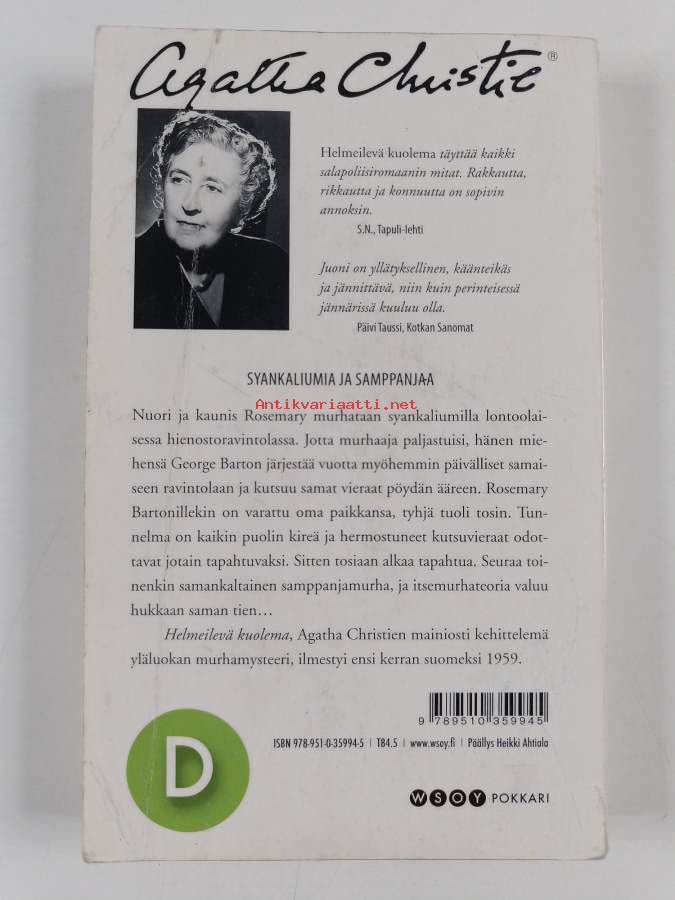 Agatha Christie®
Helmeilevä kuolema täyttää kaikki
salapoliisiromaanin mitat. Rakkautta,
rikkautta ja konnuutta on sopivin
annoksin.
S.N., Tapuli-lehti
Juoni on yllätyksellinen, käänteikäs
ja jännittävä, niin kuin perinteisessä
jännärissä kuuluu olla.
Päivi Taussi, Kotkan Sanomat
SYANKALIUMIA JA SAMPPANJAA
Antikvariaatti.net
Nuori ja kaunis Rosemary murhataan syankaliumilla lontoolai-
sessa hienostoravintolassa. Jotta murhaaja paljastuisi, hänen mie-
hensä George Barton järjestää vuotta myöhemmin päivälliset samai-
seen ravintolaan ja kutsuu samat vieraat pöydän ääreen. Rosemary
Bartonillekin on varattu oma paikkansa, tyhjä tuoli tosin. Tun-
nelma on kaikin puolin kireä ja hermostuneet kutsuvieraat odot-
tavat jotain tapahtuvaksi. Sitten tosiaan alkaa tapahtua. Seuraa toi-
nenkin samankaltainen samppanjamurha, ja itsemurhateoria valuu
hukkaan saman tien…
Helmeilevä kuolema, Agatha Christien mainiosti kehittelemä
yläluokan murhamysteeri, ilmestyi ensi kerran suomeksi 1959.
9 789510 359945
ISBN 978-951-0-35994-5 | T84.5 | www.wsoy.fi | Päällys Heikki Ahtiala
D
WSOY POKKARI